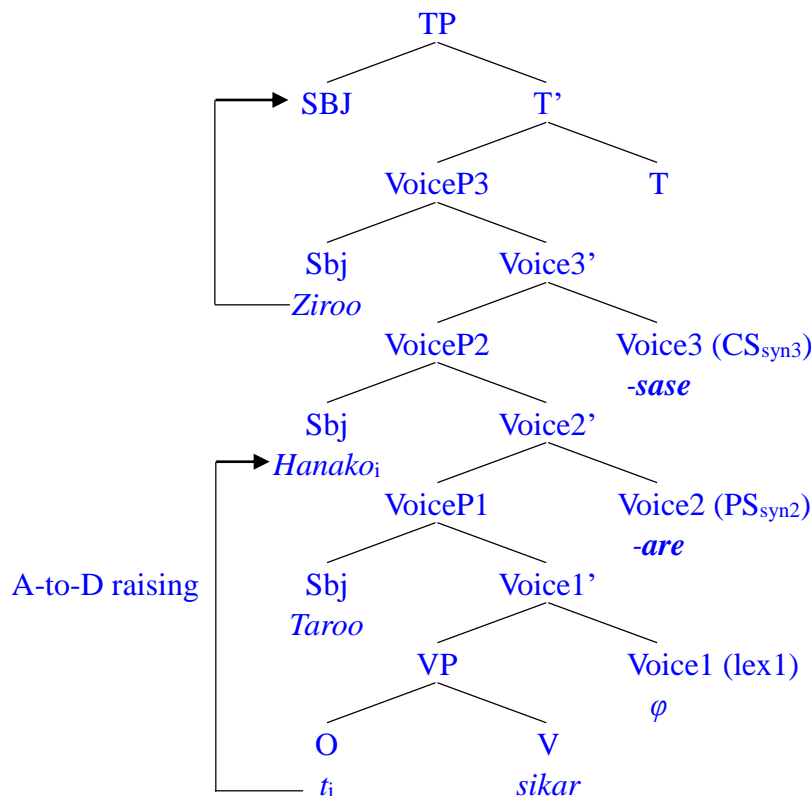 TP
SBJ T’
VoiceP3 T
Sbj Voice3’
Ziroo
VoiceP2 Voice3 (CSsyn3)
-sase
Sbj Voice2’
Hanakoi
VoiceP1 Voice2 (PSsyn2)
-are
A-to-D raising Sbj Voice1’
Taroo
VP Voice1 (lex1)
φ
O V
ti sikar